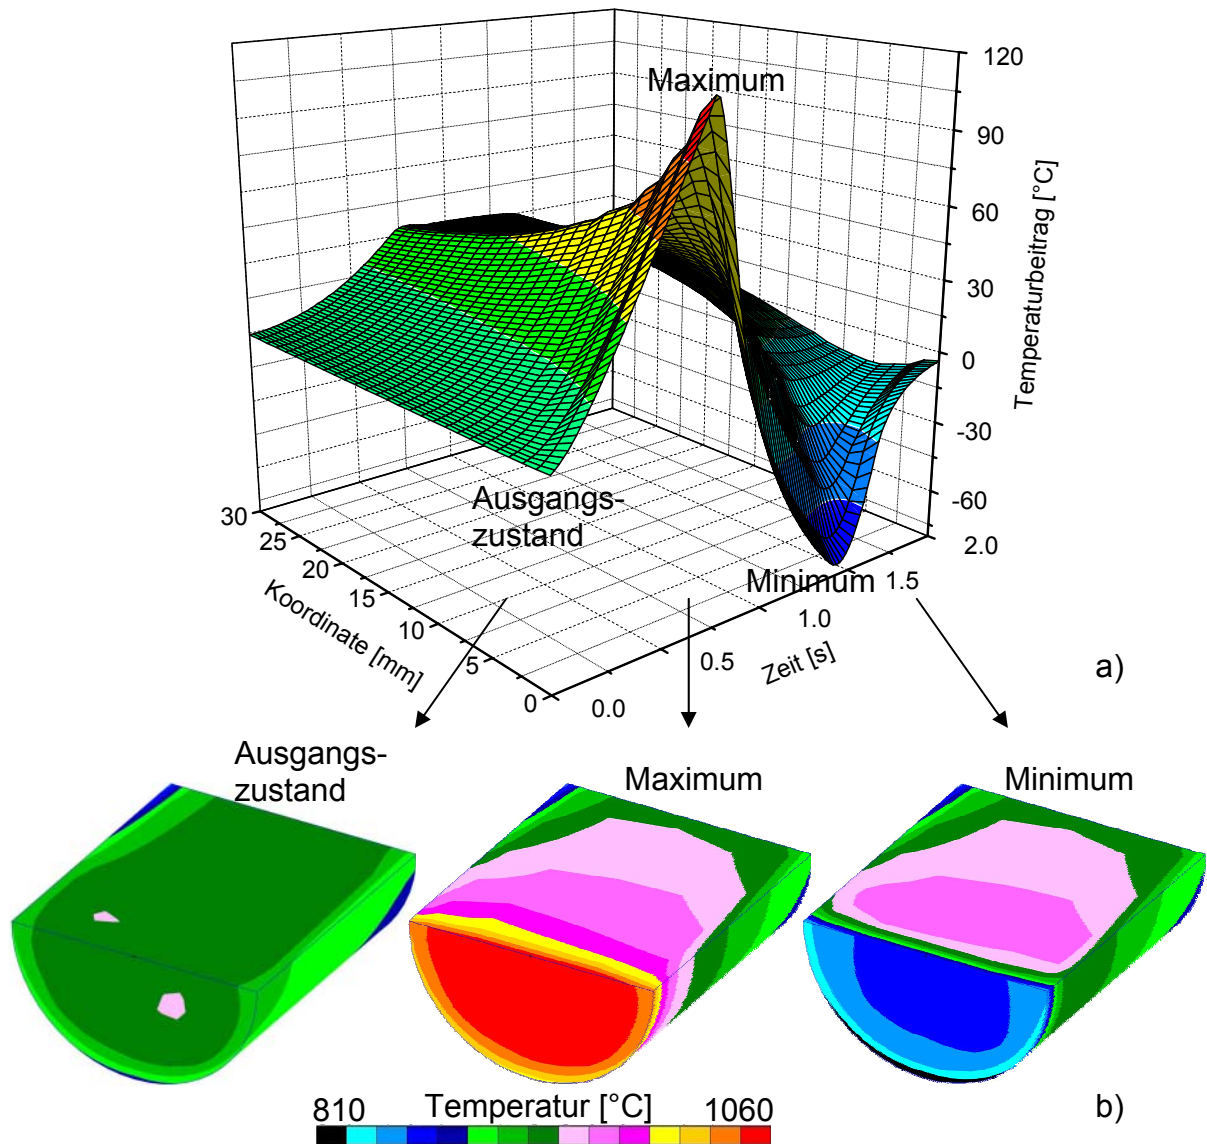 120
Maximum
90
60
30
0
-30
-60
Temperaturbeitrag [°C]
Ausgangs-
zustand
30
25
20
15
10
5
0
Koordinate [mm]
Minimum
2.0
1.5
1.0
0.5
0.0
Zeit [s]
a)
Ausgangs-
zustand
Maximum
Minimum
810 Temperatur [°C] 1060
b)